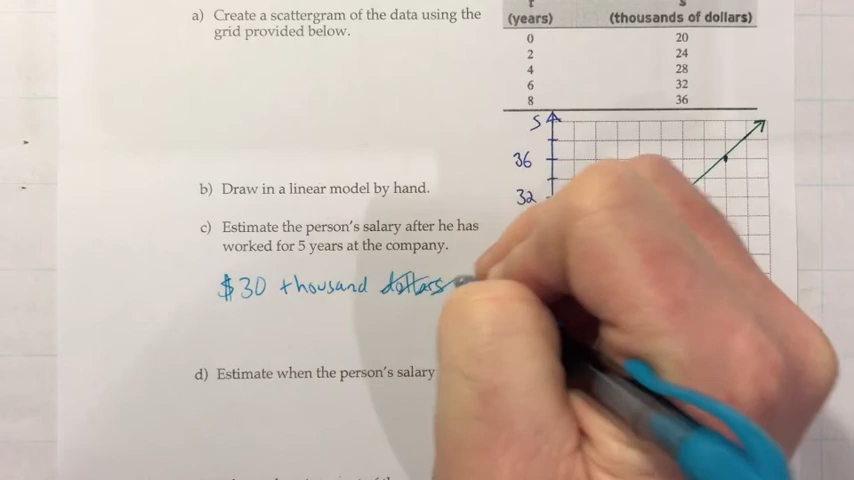 a) Create a scattergram of the data using the
grid provided below.
(years) (thousands of dollars)
0 20
2 24
4 28
6 32
8 36
S
36
32
b) Draw in a linear model by hand.
c) Estimate the person's salary after he has
worked for 5 years at the company.
$30 thousand dollars
d) Estimate when the person's salary